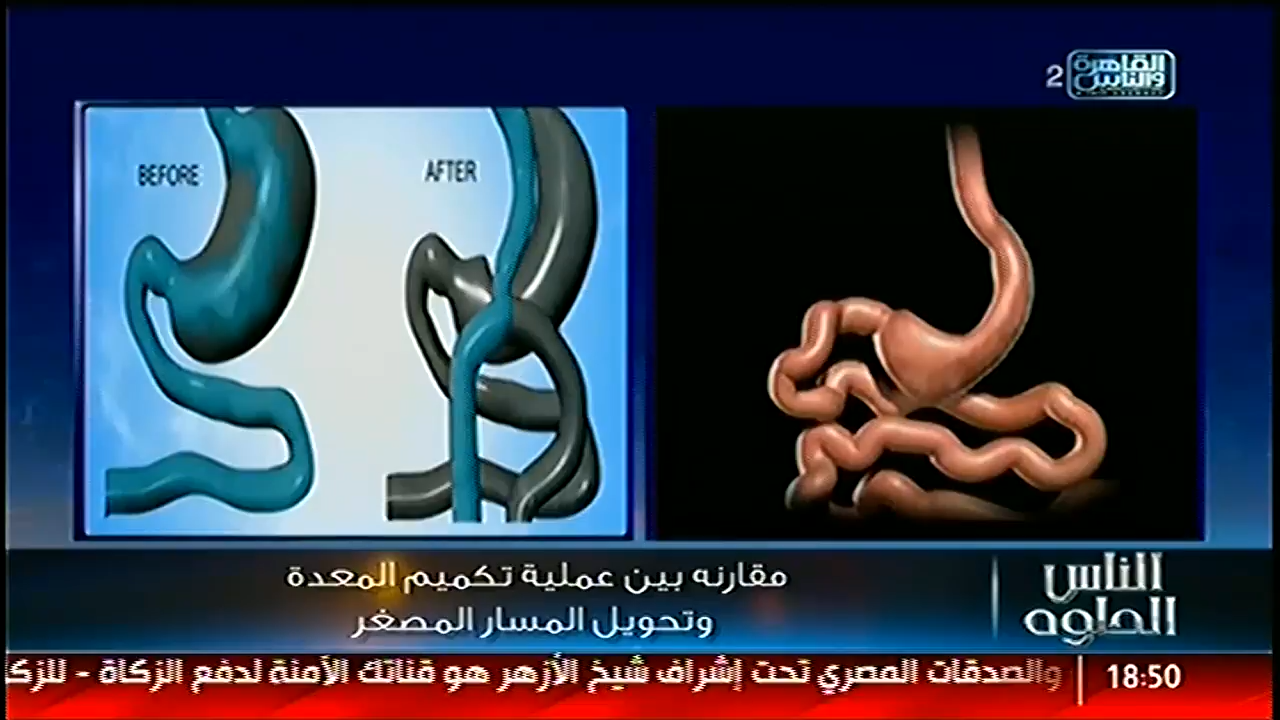 القاهرة
والناس
2
BEFORE
AFTER
مقارنه بين عملية تكميم المعدة
وتحويل المسار المصغر
الناس
الحلوه
والصدقات المصري تحت إشراف شيخ الأزهر هو قناتك الآمنة لدفع الزكاة - للزك
18:50